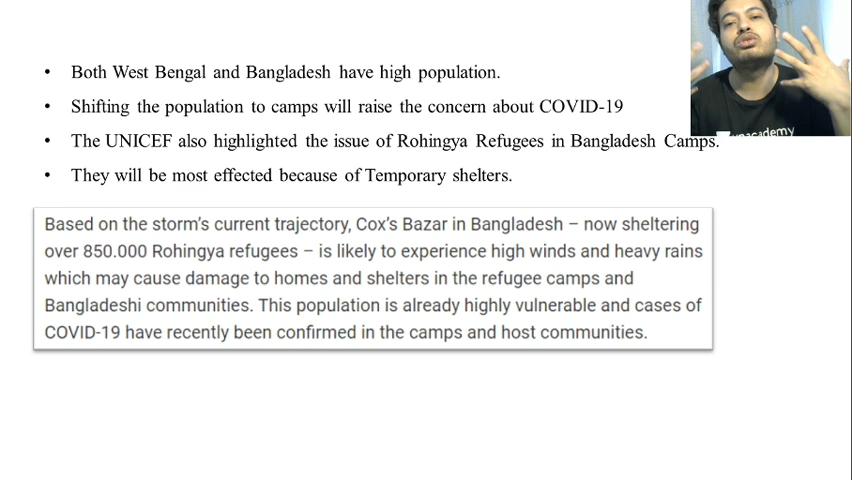 • Both West Bengal and Bangladesh have high population.
• Shifting the population to camps will raise the concern about COVID-19
• The UNICEF also highlighted the issue of Rohingya Refugees in Bangladesh Camps.
• They will be most effected because of Temporary shelters.
Based on the storm's current trajectory, Cox's Bazar in Bangladesh – now sheltering
over 850.000 Rohingya refugees – is likely to experience high winds and heavy rains
which may cause damage to homes and shelters in the refugee camps and
Bangladeshi communities. This population is already highly vulnerable and cases of
COVID-19 have recently been confirmed in the camps and host communities.